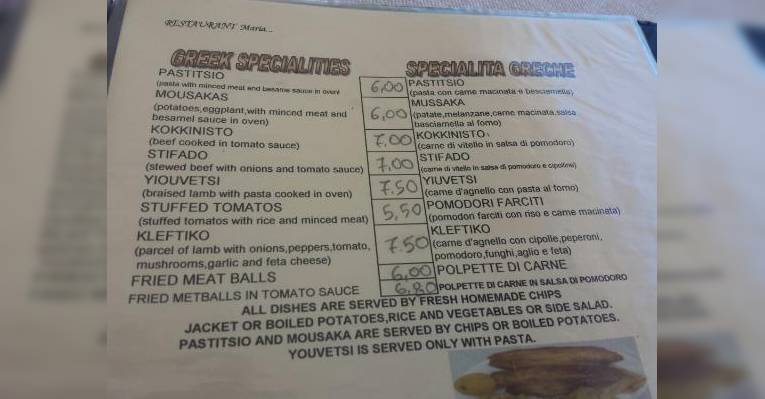 RESTAURANT Maria...
GREEK SPECIALITIES SPECIALITA GRECHE
PASTITSIO 6,00 PASTITSIO
(pasta with minced meat and besame sauce in oven) (pasta con carne macinata e besciamella)
MOUSAKAS 6,00 MUSSAKA
(potatoes,eggplant,with minced meat and (patate,melanzane,carne macinata,salsa
besamel sauce in oven) basciamella al forno)
KOKKINISTO 7.00 KOKKINISTO
(beef cooked in tomato sauce) (carne di vitello in salsa di pomodoro)
STIFADO 7,00 STIFADO
(stewed beef with onions and tomato sauce) (carne di vitello in salsa di pomodoro e cipolline)
YIOUVETSI 7.50 YIUVETSI
(braised lamb with pasta cooked in oven) (carne d'agnello con pasta al forno)
STUFFED TOMATOS 5,50 POMODORI FARCITI
(stuffed tomatos with rice and minced meat) (pomodori farciti con riso e carne macinata)
KLEFTIKO 7.50 KLEFTIKO
(parcel of lamb with onions,peppers,tomato, (carne d'agnello con cipolle,peperoni,
mushrooms,garlic and feta cheese) pomodoro,funghi,aglio e feta)
FRIED MEAT BALLS 6,00 POLPETTE DI CARNE
FRIED METBALLS IN TOMATO SAUCE 6.80 POLPETTE DI CARNE IN SALSA DI POMODORO
ALL DISHES ARE SERVED BY FRESH HOMEMADE CHIPS
JACKET OR BOILED POTATOES,RICE AND VEGETABLES OR SIDE SALAD.
PASTITSIO AND MOUSAKA ARE SERVED BY CHIPS OR BOILED POTATOES.
YOUVETSI IS SERVED ONLY WITH PASTA.